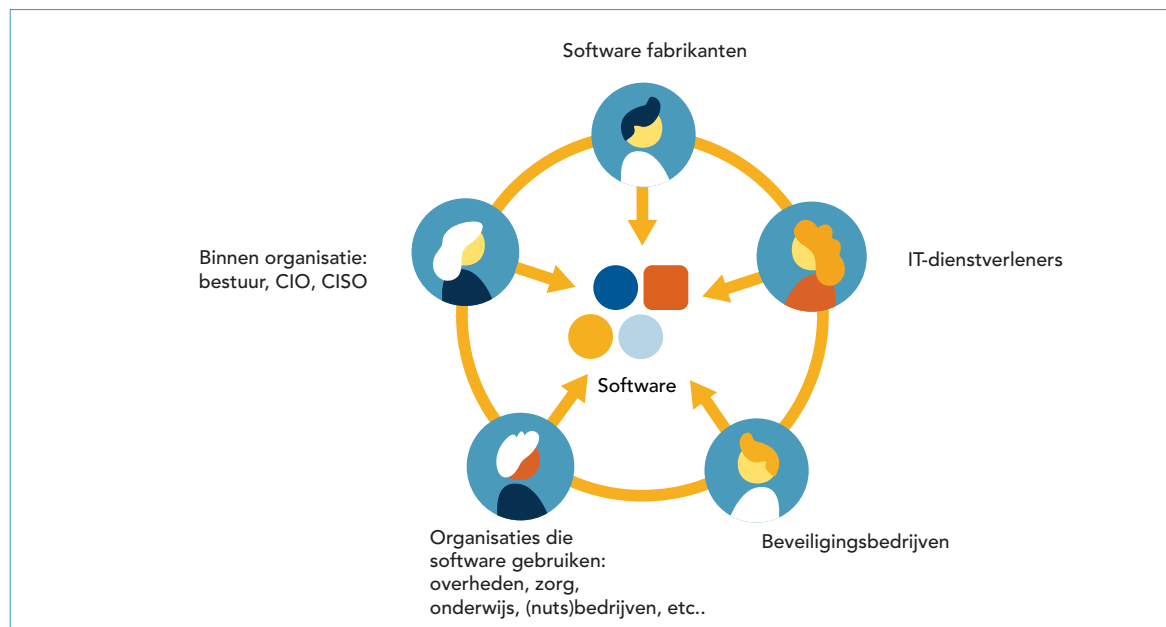 Software fabrikanten
Binnen organisatie:
bestuur, CIO, CISO
IT-dienstverleners
Software
Organisaties die
software gebruiken:
overheden, zorg,
onderwijs, (nuts)bedrijven, etc..
Beveiligingsbedrijven